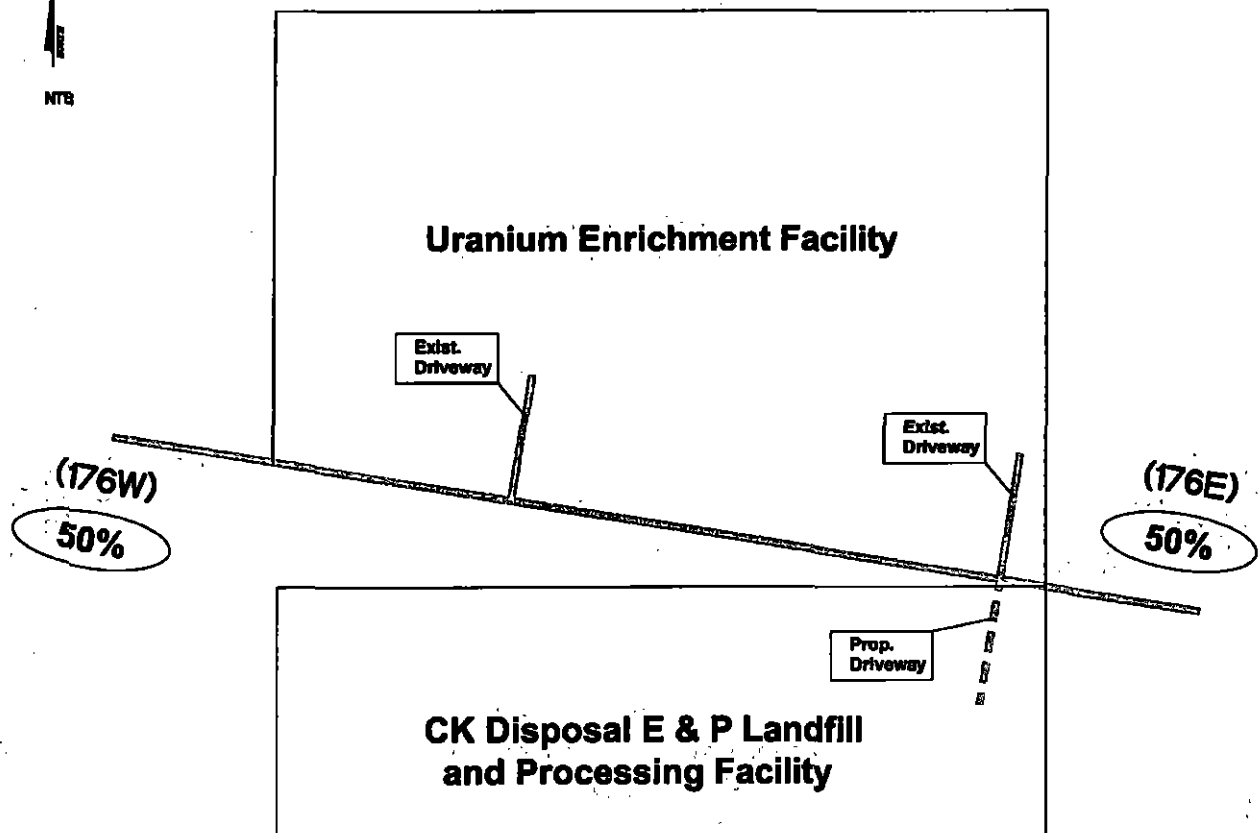 NTS
Uranium Enrichment Facility
Exist.
Driveway
Exist.
Driveway
(176W)
50%
(176E)
50%
Prop.
Driveway
CK Disposal E & P Landfill
and Processing Facility